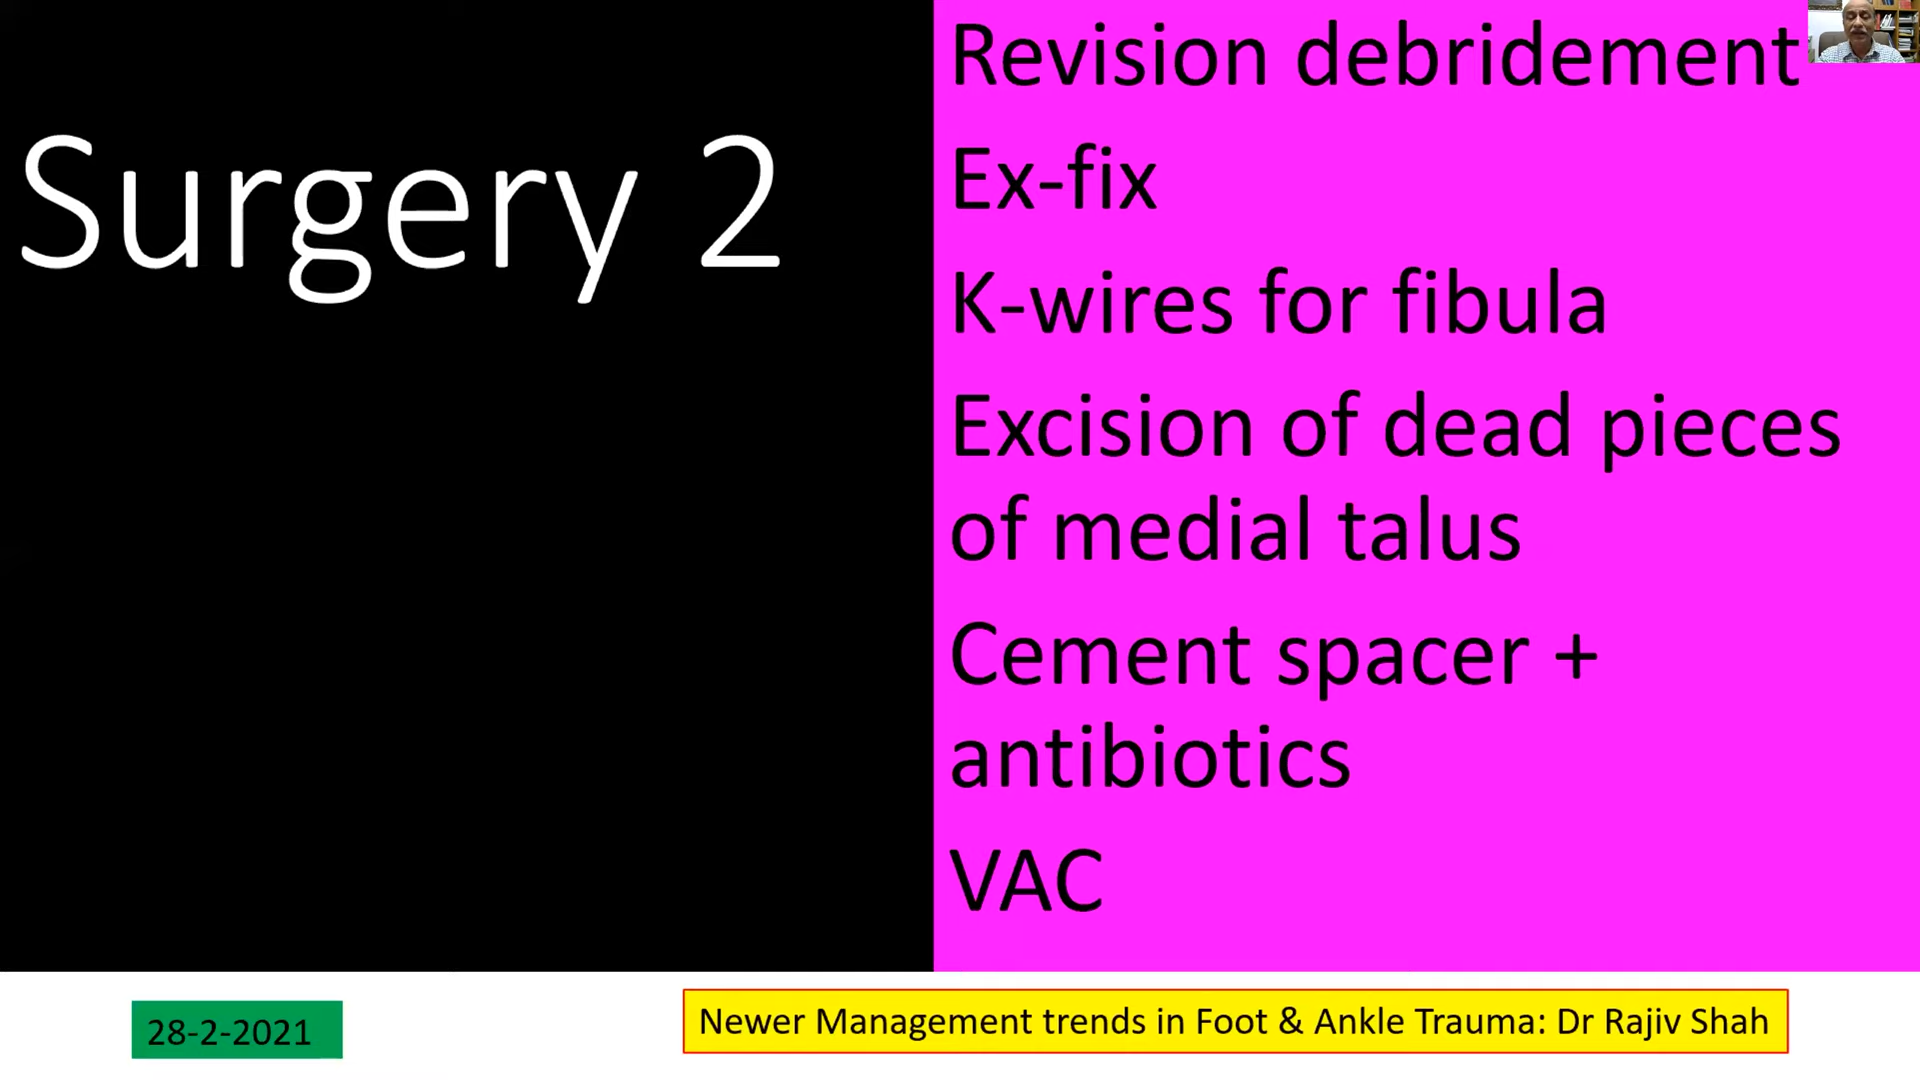 Surgery 2
Revision debridement
Ex-fix
K-wires for fibula
Excision of dead pieces
of medial talus
Cement spacer +
antibiotics
VAC
28-2-2021
Newer Management trends in Foot & Ankle Trauma: Dr Rajiv Shah